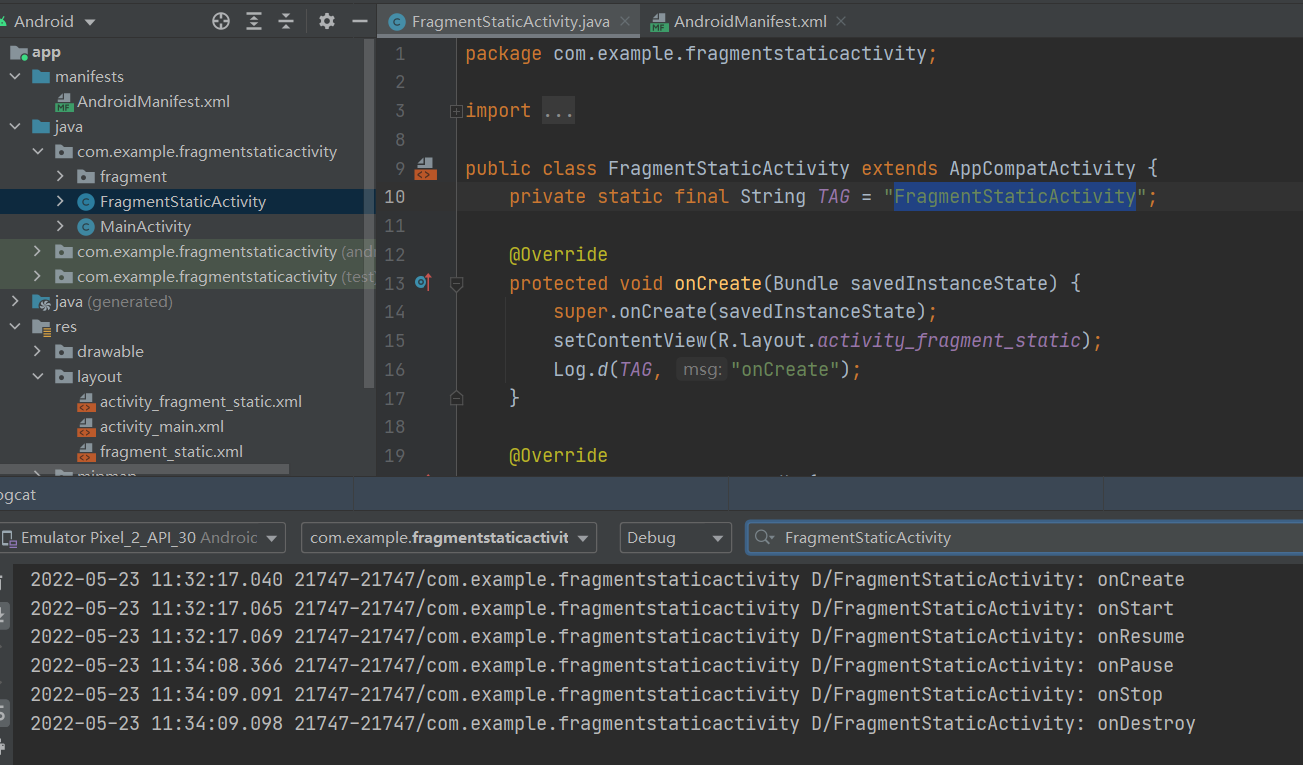 Android
FragmentStaticActivity.java
AndroidManifest.xml
app
manifests
AndroidManifest.xml
java
com.example.fragmentstaticactivity
fragment
FragmentStaticActivity
MainActivity
com.example.fragmentstaticactivity (andr
com.example.fragmentstaticactivity (test
java (generated)
res
drawable
layout
activity_fragment_static.xml
activity_main.xml
fragment_static.xml
1 package com.example.fragmentstaticactivity;
2
3 import ...
8
9 public class FragmentStaticActivity extends AppCompatActivity {
10 private static final String TAG = "FragmentStaticActivity";
11
12 @Override
13 protected void onCreate(Bundle savedInstanceState) {
14 super.onCreate(savedInstanceState);
15 setContentView(R.layout.activity_fragment_static);
16 Log.d(TAG, msg: "onCreate");
17 }
18
19 @Override
ogcat
Emulator Pixel_2_API_30 Androic
com.example.fragmentstaticactivit
Debug
FragmentStaticActivity
2022-05-23 11:32:17.040 21747-21747/com.example.fragmentstaticactivity D/FragmentStaticActivity: onCreate
2022-05-23 11:32:17.065 21747-21747/com.example.fragmentstaticactivity D/FragmentStaticActivity: onStart
2022-05-23 11:32:17.069 21747-21747/com.example.fragmentstaticactivity D/FragmentStaticActivity: onResume
2022-05-23 11:34:08.366 21747-21747/com.example.fragmentstaticactivity D/FragmentStaticActivity: onPause
2022-05-23 11:34:09.091 21747-21747/com.example.fragmentstaticactivity D/FragmentStaticActivity: onStop
2022-05-23 11:34:09.098 21747-21747/com.example.fragmentstaticactivity D/FragmentStaticActivity: onDestroy